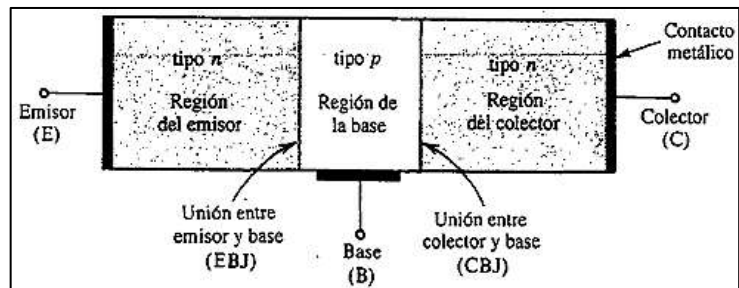 tipo n
Región
del emisor
tipo p
Región de
la base
tipo n
Región
del colector
Contacto
metálico
Emisor
(E)
Colector
(C)
Unión entre
emisor y base
(EBJ)
Base
(B)
Unión entre
colector y base
(CBJ)